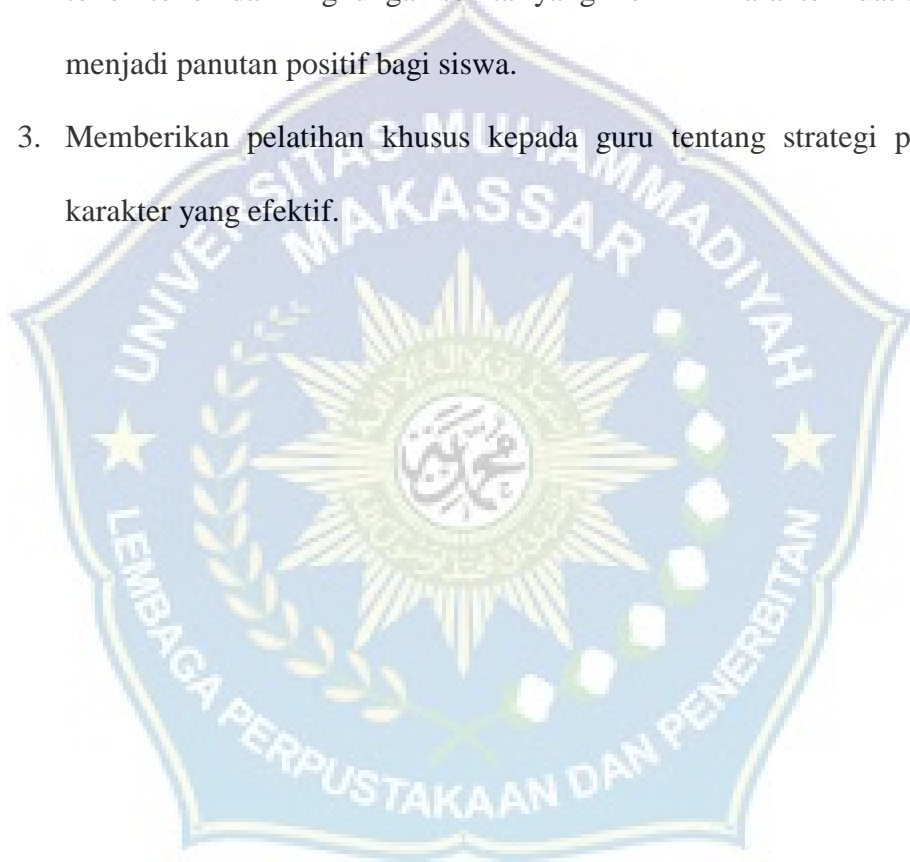 menjadi panutan positif bagi siswa.
3. Memberikan pelatihan khusus kepada guru tentang strategi p
karakter yang efektif.
UNIVERSITAS MUHAMMADIYAH
MAKASSAR
LEMBAGA PERPUSTAKAAN DAN PENERBITAN